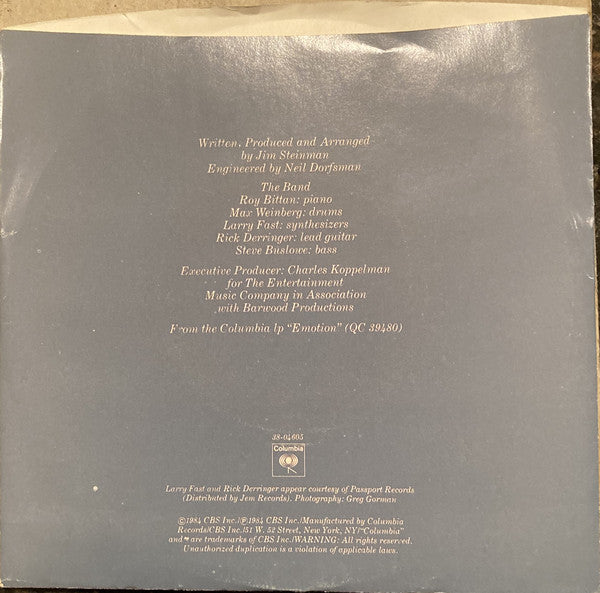 Written, Produced and Arranged
by Jim Steinman
Engineered by Neil Dorfsman
The Band
Roy Bittan: piano
Max Weinberg: drums
Larry Fast: synthesizers
Rick Derringer: lead guitar
Steve Buslowe: bass
Executive Producer: Charles Koppelman
for The Entertainment
Music Company in Association
with Barwood Productions
From the Columbia lp “Emotion” (QC 39480)
38-04605
Columbia
Larry Fast and Rick Derringer appear courtesy of Passport Records
(Distributed by Jem Records). Photography: Greg Gorman
©1984 CBS Inc./℗1984 CBS Inc./Manufactured by Columbia
Records/CBS Inc./51 W. 52 Street, New York, NY/“Columbia”
and are trademarks of CBS Inc./WARNING: All rights reserved.
Unauthorized duplication is a violation of applicable laws.